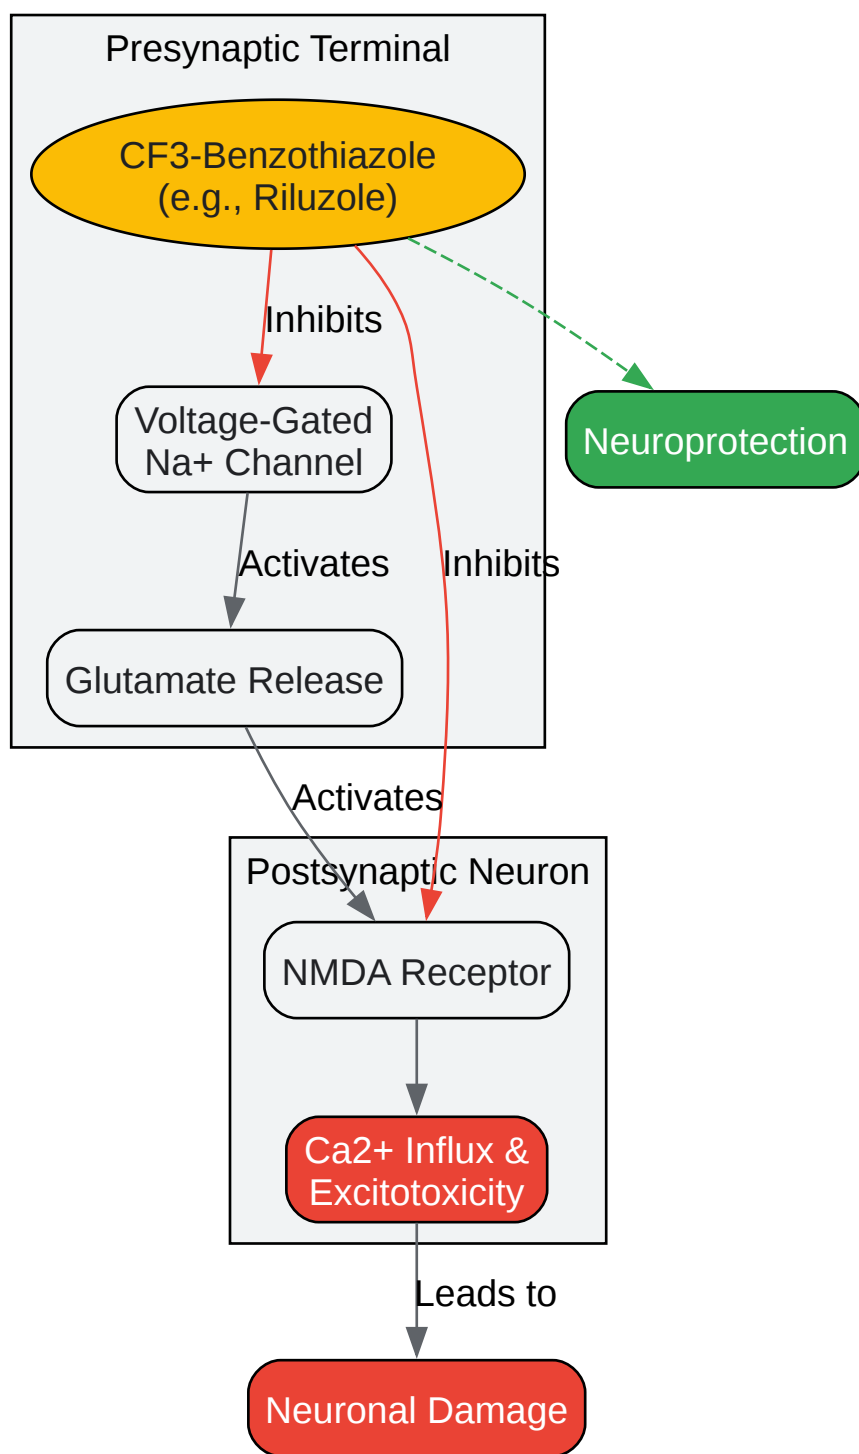 Presynaptic Terminal
CF3-Benzothiazole
(e.g., Riluzole)
Inhibits
Voltage-Gated
Na+ Channel
Neuroprotection
Activates
Inhibits
Glutamate Release
Activates
Postsynaptic Neuron
NMDA Receptor
Ca2+ Influx &
Excitotoxicity
Leads to
Neuronal Damage